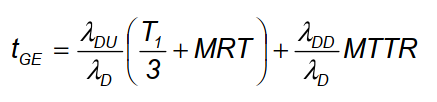 t_GE = λ_DU/λ_D (T_1/3 + MRT) + λ_DD/λ_D MTTR